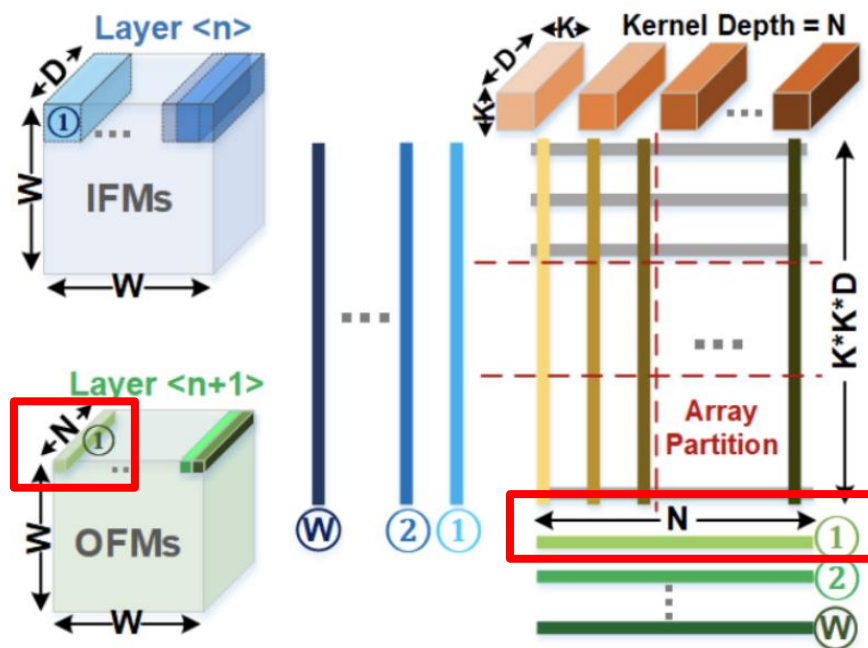 Layer <n>
D
①
W
IFMs
W
Layer <n+1>
N
①
W
OFMs
W
Ⓦ
②
①
K
Kernel Depth = N
D
K
K*K*D
Array
Partition
N
①
②
Ⓦ